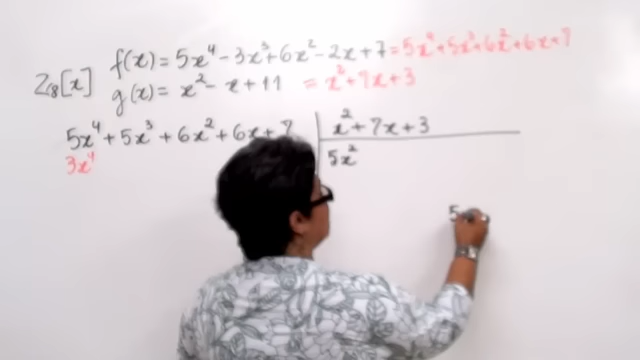 f(x) = 5x⁴ - 3x³ + 6x² - 2x + 7 = 5x⁴ + 5x³ + 6x² + 6x + 7
Z₈[x] g(x) = x² - x + 11 = x² + 7x + 3
5x⁴ + 5x³ + 6x² + 6x + 7 x² + 7x + 3
3x⁴ 5x²
5